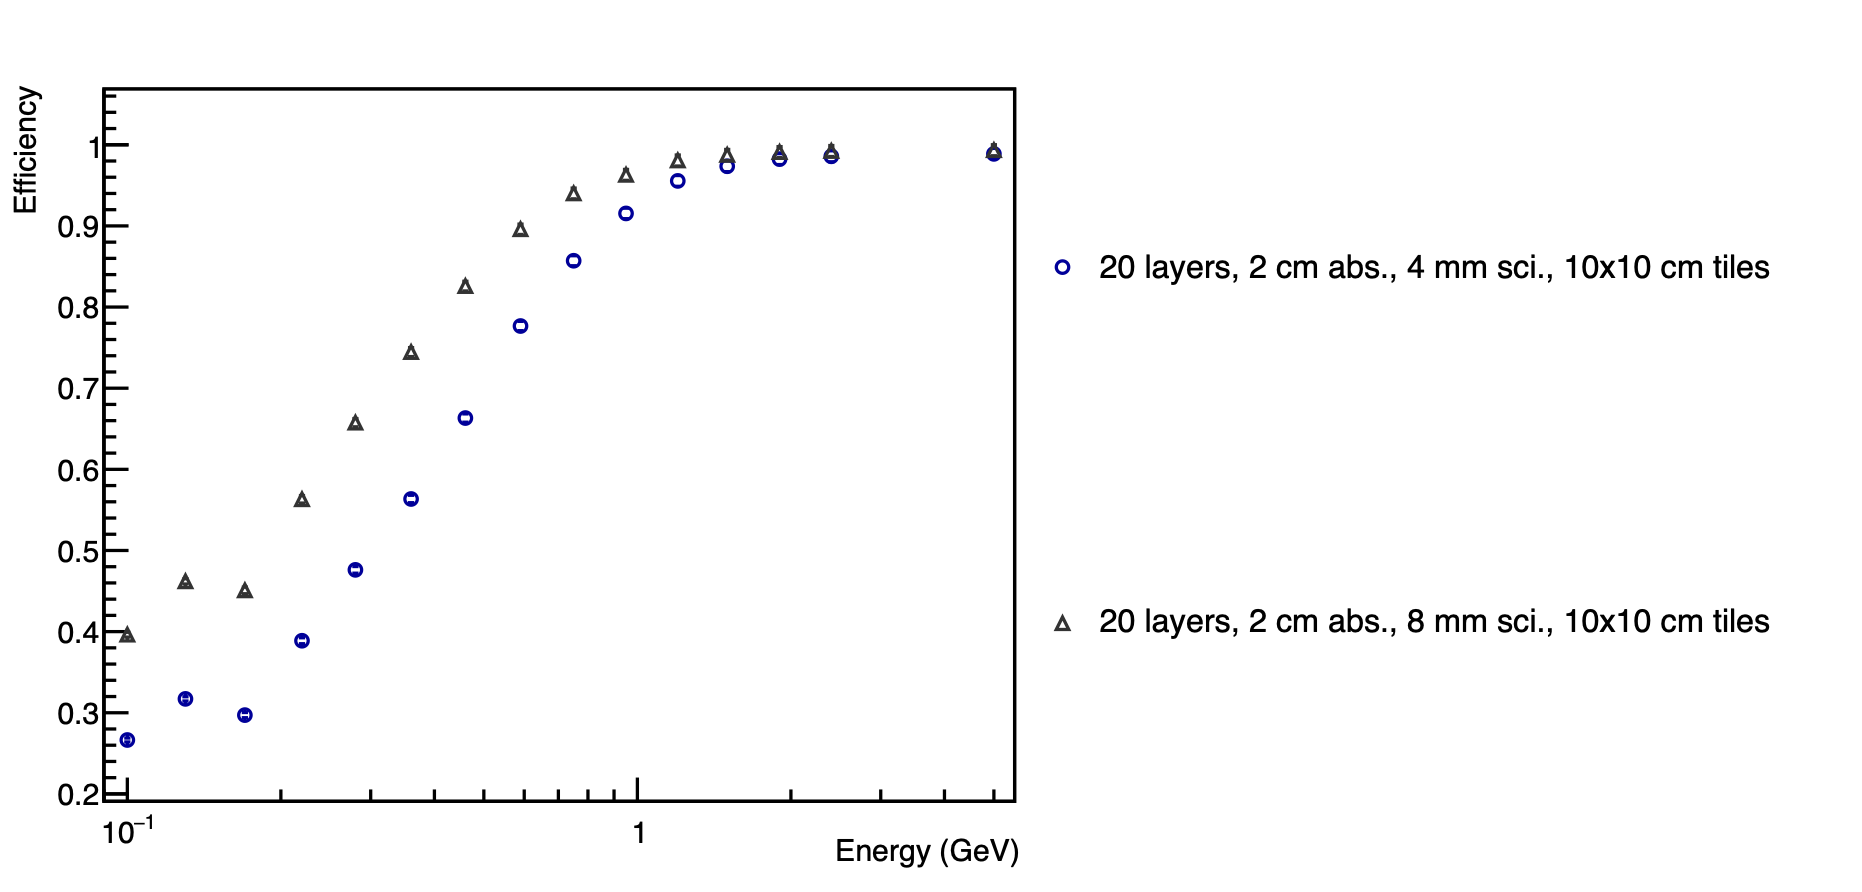 Efficiency
1
0.9
0.8
0.7
0.6
0.5
0.4
0.3
0.2
10⁻¹
1
Energy (GeV)
20 layers, 2 cm abs., 4 mm sci., 10x10 cm tiles
20 layers, 2 cm abs., 8 mm sci., 10x10 cm tiles